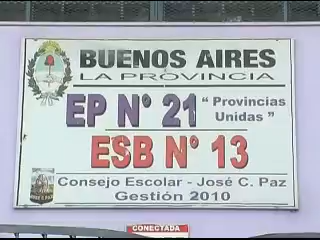 BUENOS AIRES
LA PROVINCIA
EP N° 21 "Provincias Unidas"
ESB N° 13
Consejo Escolar - José C. Paz
Gestión 2010
CONECTADA